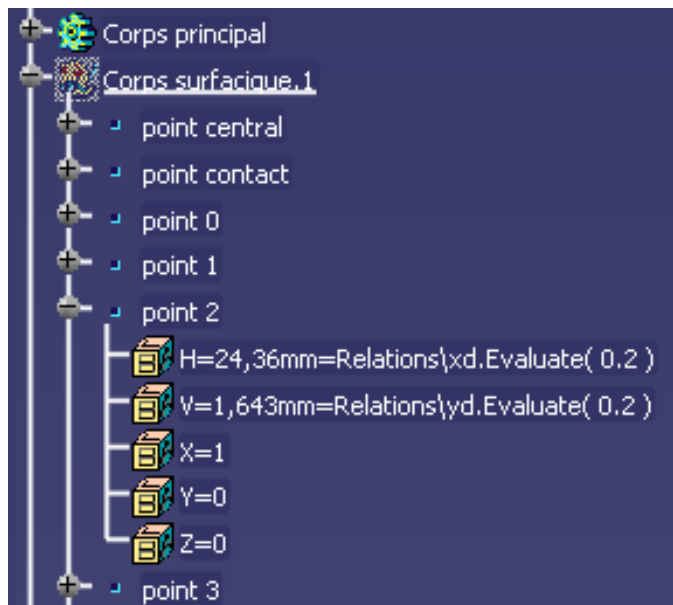 Corps principal
Corps surfacique.1
point central
point contact
point 0
point 1
point 2
H=24,36mm=Relations\xd.Evaluate( 0.2 )
V=1,643mm=Relations\yd.Evaluate( 0.2 )
X=1
Y=0
Z=0
point 3